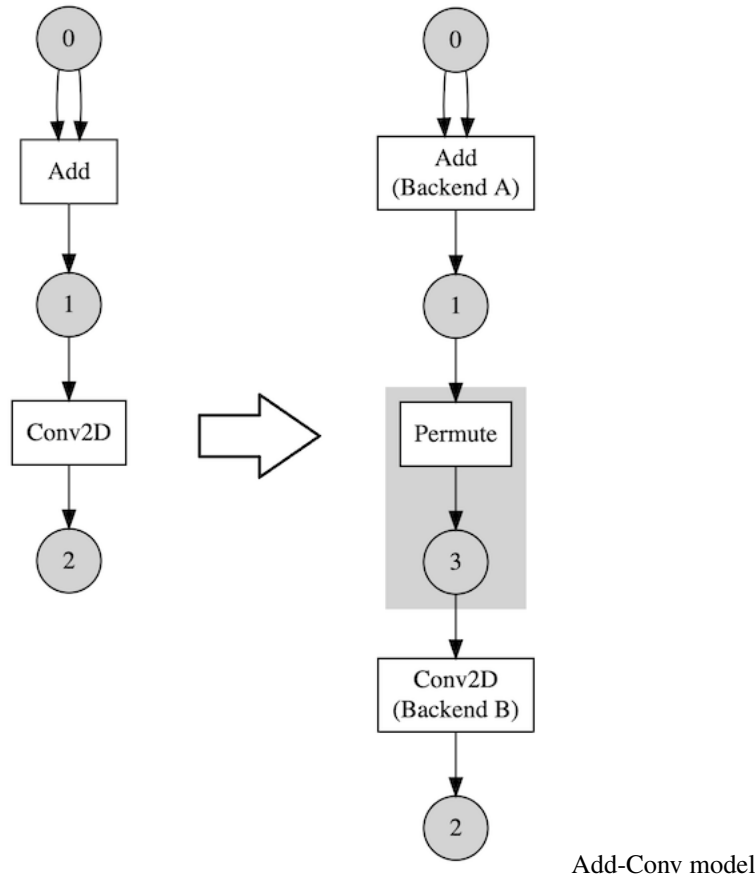 0
Add
1
Conv2D
2
0
Add
(Backend A)
1
Permute
3
Conv2D
(Backend B)
2
Add-Conv model